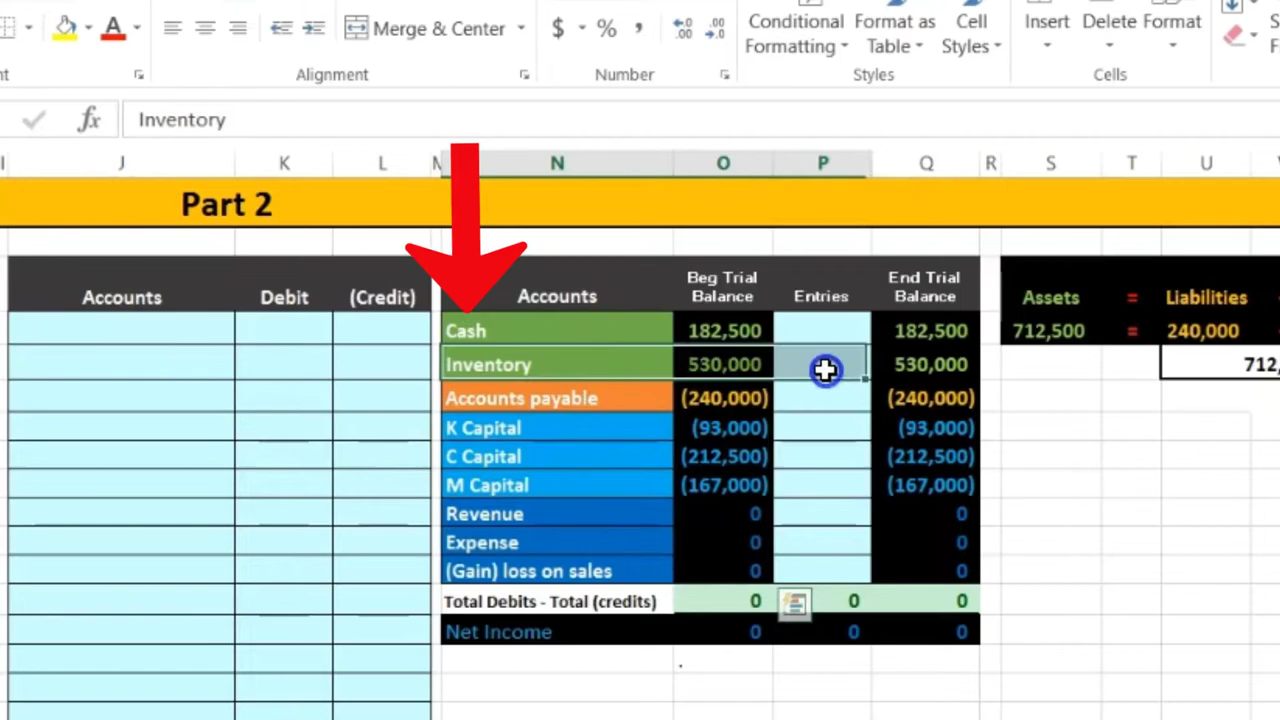 Merge & Center
$ % ,
Conditional Formatting
Format as Table
Cell Styles
Insert
Delete
Format
Alignment
Number
Styles
Cells
fx Inventory
J K L N O P Q R S T U
Part 2
Accounts Debit (Credit)
Accounts Beg Trial Balance Entries End Trial Balance
Cash 182,500 182,500
Inventory 530,000 530,000
Accounts payable (240,000) (240,000)
K Capital (93,000) (93,000)
C Capital (212,500) (212,500)
M Capital (167,000) (167,000)
Revenue 0 0
Expense 0 0
(Gain) loss on sales 0 0
Total Debits - Total (credits) 0 0 0
Net Income 0 0 0
Assets = Liabilities
712,500 = 240,000
712,